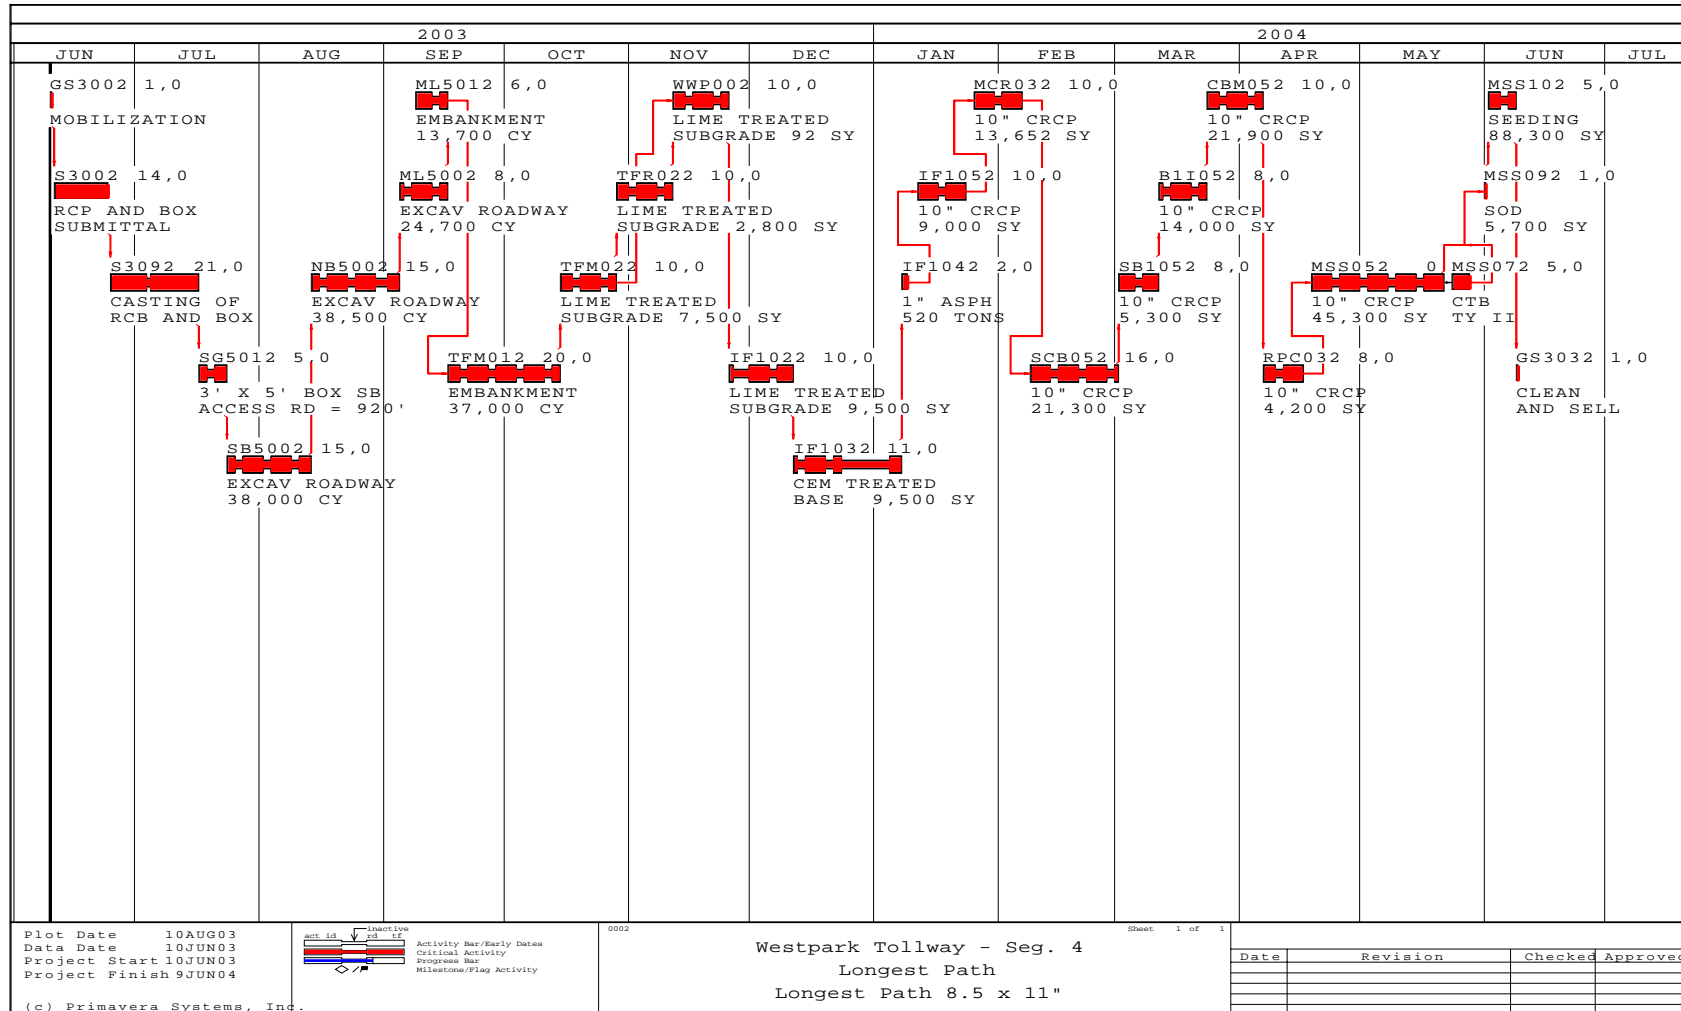 2003
2004
JUN JUL AUG SEP OCT NOV DEC JAN FEB MAR APR MAY JUN JUL
GS3002 1,0
MOBILIZATION
S3002 14,0
RCP AND BOX
SUBMITTAL
S3092 21,0
CASTING OF
RCB AND BOX
SG5012 5,0
3' X 5' BOX SB
ACCESS RD = 920'
SB5002 15,0
EXCAV ROADWAY
38,000 CY
NB5002 15,0
EXCAV ROADWAY
38,500 CY
ML5002 8,0
EXCAV ROADWAY
24,700 CY
ML5012 6,0
EMBANKMENT
13,700 CY
TFM012 20,0
EMBANKMENT
37,000 CY
TFM022 10,0
LIME TREATED
SUBGRADE 7,500 SY
TFR022 10,0
LIME TREATED
SUBGRADE 2,800 SY
WWP002 10,0
LIME TREATED
SUBGRADE 92 SY
IF1022 10,0
LIME TREATED
SUBGRADE 9,500 SY
IF1032 11,0
CEM TREATED
BASE 9,500 SY
IF1042 2,0
1" ASPH
520 TONS
IF1052 10,0
10" CRCP
9,000 SY
MCR032 10,0
10" CRCP
13,652 SY
SCB052 16,0
10" CRCP
21,300 SY
SB1052 8,0
10" CRCP
5,300 SY
B1I052 8,0
10" CRCP
14,000 SY
CBM052 10,0
10" CRCP
21,900 SY
RPC032 8,0
10" CRCP
4,200 SY
MSS052 0
10" CRCP
45,300 SY
MSS072 5,0
CTB
TY II
MSS092 1,0
SOD
5,700 SY
MSS102 5,0
SEEDING
88,300 SY
GS3032 1,0
CLEAN
AND SELL
Plot Date 10AUG03
Data Date 10JUN03
Project Start 10JUN03
Project Finish 9JUN04
(c) Primavera Systems, Inc.
inactive
act id rd tf
Activity Bar/Early Dates
Critical Activity
Progress Bar
Milestone/Flag Activity
0002
Westpark Tollway - Seg. 4
Longest Path
Longest Path 8.5 x 11"
Sheet 1 of 1
Date Revision Checked Approved